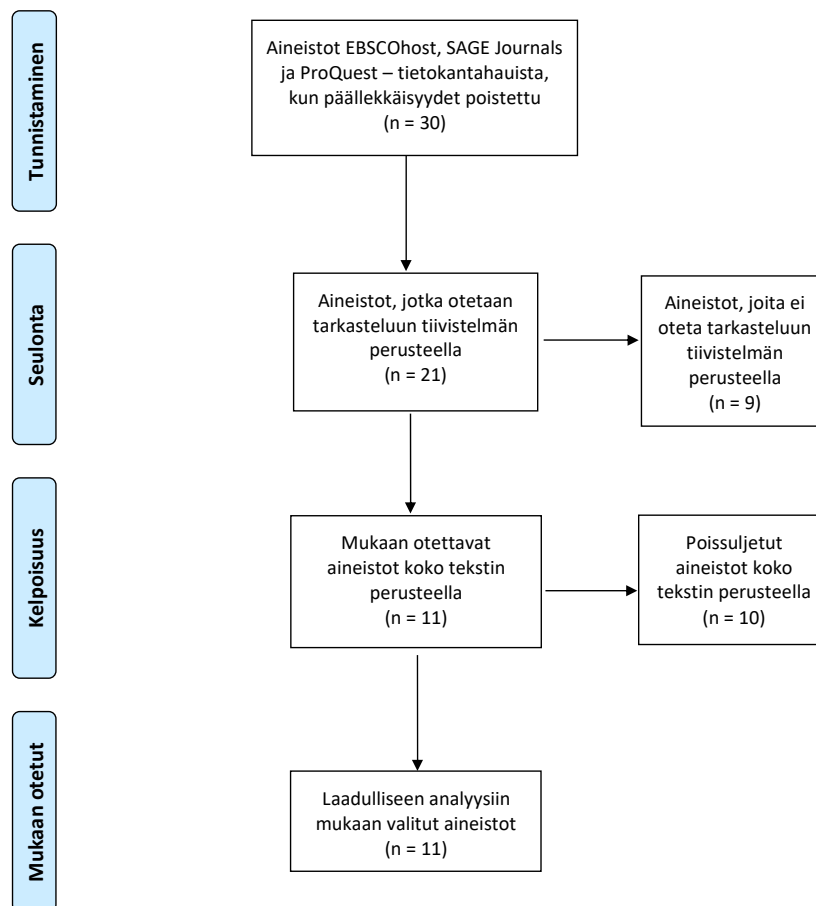 Tunnistaminen
Aineistot EBSCOhost, SAGE Journals
ja ProQuest – tietokantahauista,
kun päällekkäisyydet poistettu
(n = 30)
Seulonta
Aineistot, jotka otetaan
tarkasteluun tiivistelmän
perusteella
(n = 21)
Aineistot, joita ei
oteta tarkasteluun
tiivistelmän
perusteella
(n = 9)
Kelpoisuus
Mukaan otettavat
aineistot koko tekstin
perusteella
(n = 11)
Poissuljetut
aineistot koko
tekstin perusteella
(n = 10)
Mukaan otetut
Laadulliseen analyysiin
mukaan valitut aineistot
(n = 11)